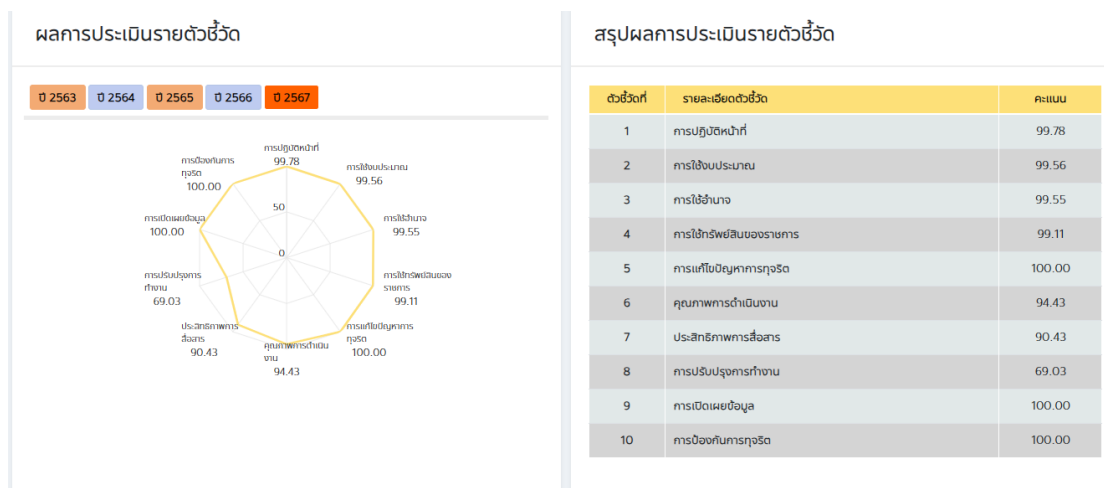 ผลการประเมินรายตัวชี้วัด
ปี 2563 ปี 2564 ปี 2565 ปี 2566 ปี 2567
การปฏิบัติหน้าที่
99.78
การใช้งบประมาณ
99.56
การใช้อำนาจ
99.55
การใช้ทรัพย์สินของ
ราชการ
99.11
การแก้ไขปัญหาการ
ทุจริต
100.00
คุณภาพการดำเนิน
งาน
94.43
ประสิทธิภาพการ
สื่อสาร
90.43
การปรับปรุงการ
ทำงาน
69.03
การเปิดเผยข้อมูล
100.00
การป้องกันการ
ทุจริต
100.00
50
0
สรุปผลการประเมินรายตัวชี้วัด
ตัวชี้วัดที่ รายละเอียดตัวชี้วัด คะแนน
1 การปฏิบัติหน้าที่ 99.78
2 การใช้งบประมาณ 99.56
3 การใช้อำนาจ 99.55
4 การใช้ทรัพย์สินของราชการ 99.11
5 การแก้ไขปัญหาการทุจริต 100.00
6 คุณภาพการดำเนินงาน 94.43
7 ประสิทธิภาพการสื่อสาร 90.43
8 การปรับปรุงการทำงาน 69.03
9 การเปิดเผยข้อมูล 100.00
10 การป้องกันการทุจริต 100.00